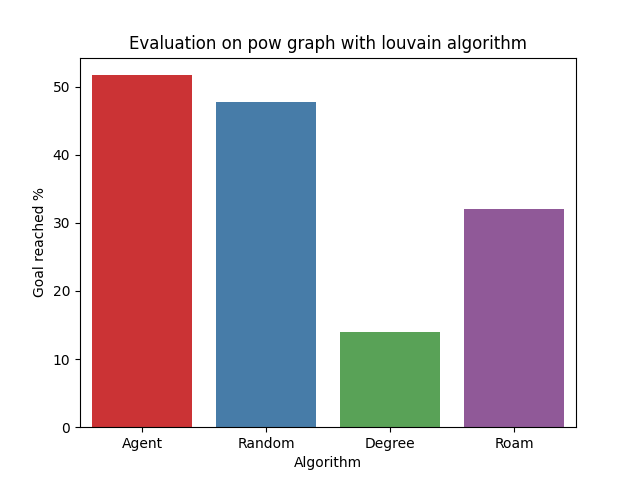 Evaluation on pow graph with louvain algorithm
Goal reached %
50
40
30
20
10
0
Agent Random Degree Roam
Algorithm